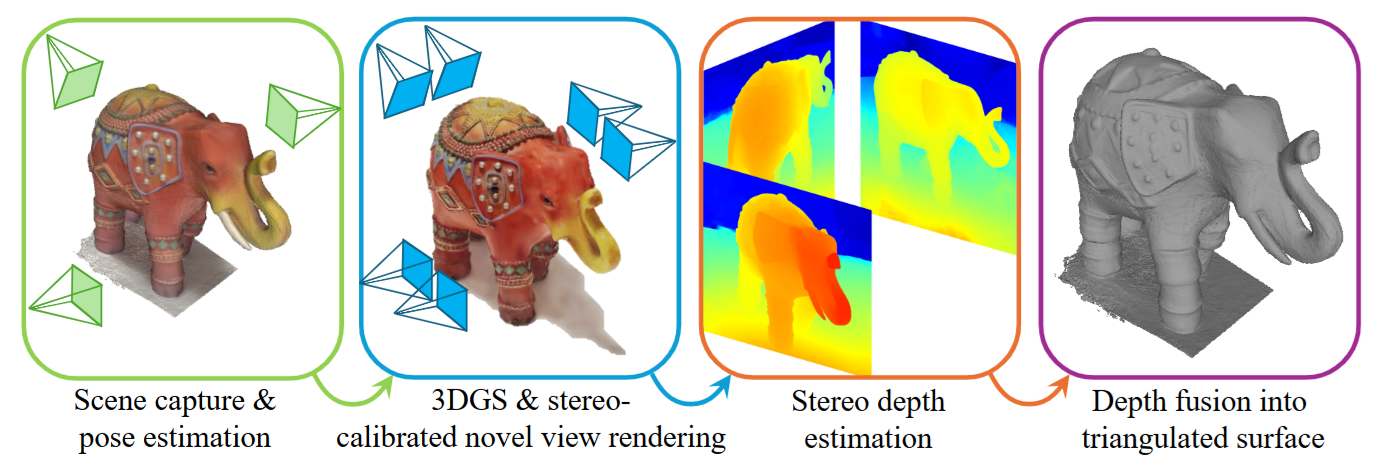 Scene capture &
pose estimation
3DGS & stereo-
calibrated novel view rendering
Stereo depth
estimation
Depth fusion into
triangulated surface